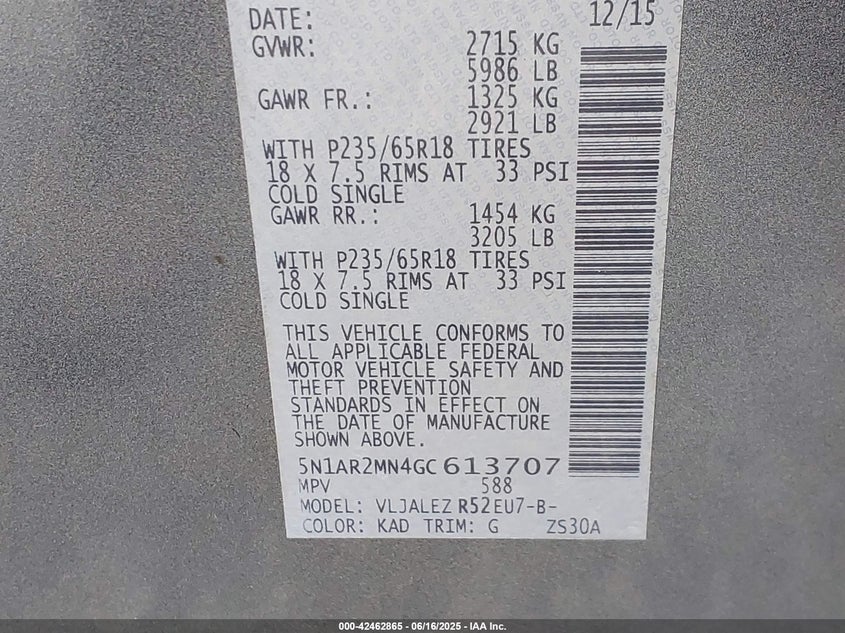 DATE: 12/15
GVWR: 2715 KG
5986 LB
GAWR FR.: 1325 KG
2921 LB
WITH P235/65R18 TIRES
18 X 7.5 RIMS AT 33 PSI
COLD SINGLE
GAWR RR.: 1454 KG
3205 LB
WITH P235/65R18 TIRES
18 X 7.5 RIMS AT 33 PSI
COLD SINGLE
THIS VEHICLE CONFORMS TO
ALL APPLICABLE FEDERAL
MOTOR VEHICLE SAFETY AND
THEFT PREVENTION
STANDARDS IN EFFECT ON
THE DATE OF MANUFACTURE
SHOWN ABOVE.
5N1AR2MN4GC613707
MPV 588
MODEL: VLJALEZ R52EU7-B-
COLOR: KAD TRIM: G ZS30A
000-42462865 - 06/16/2025 - IAA Inc.